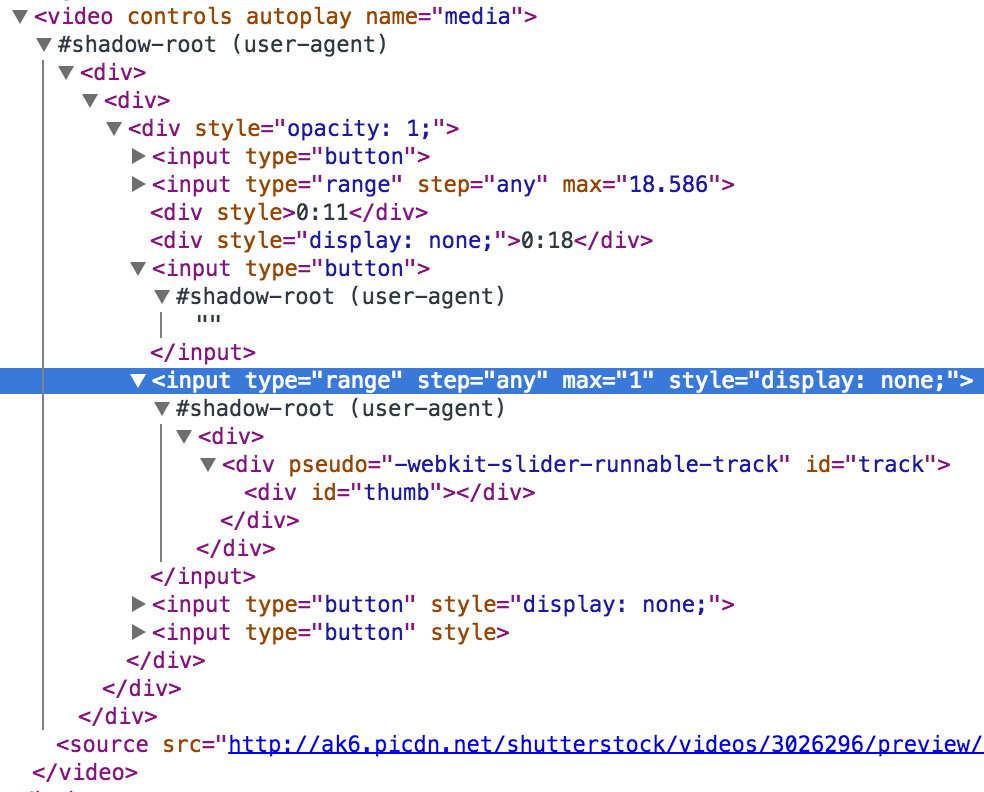 <video controls autoplay name="media">
#shadow-root (user-agent)
<div>
<div>
<div style="opacity: 1;">
<input type="button">
<input type="range" step="any" max="18.586">
<div style>0:11</div>
<div style="display: none;">0:18</div>
<input type="button">
#shadow-root (user-agent)
""
</input>
<input type="range" step="any" max="1" style="display: none;">
#shadow-root (user-agent)
<div>
<div pseudo="-webkit-slider-runnable-track" id="track">
<div id="thumb"></div>
</div>
</div>
</input>
<input type="button" style="display: none;">
<input type="button" style>
</div>
</div>
</div>
<source src="http://ak6.picdn.net/shutterstock/videos/3026296/preview/
</video>